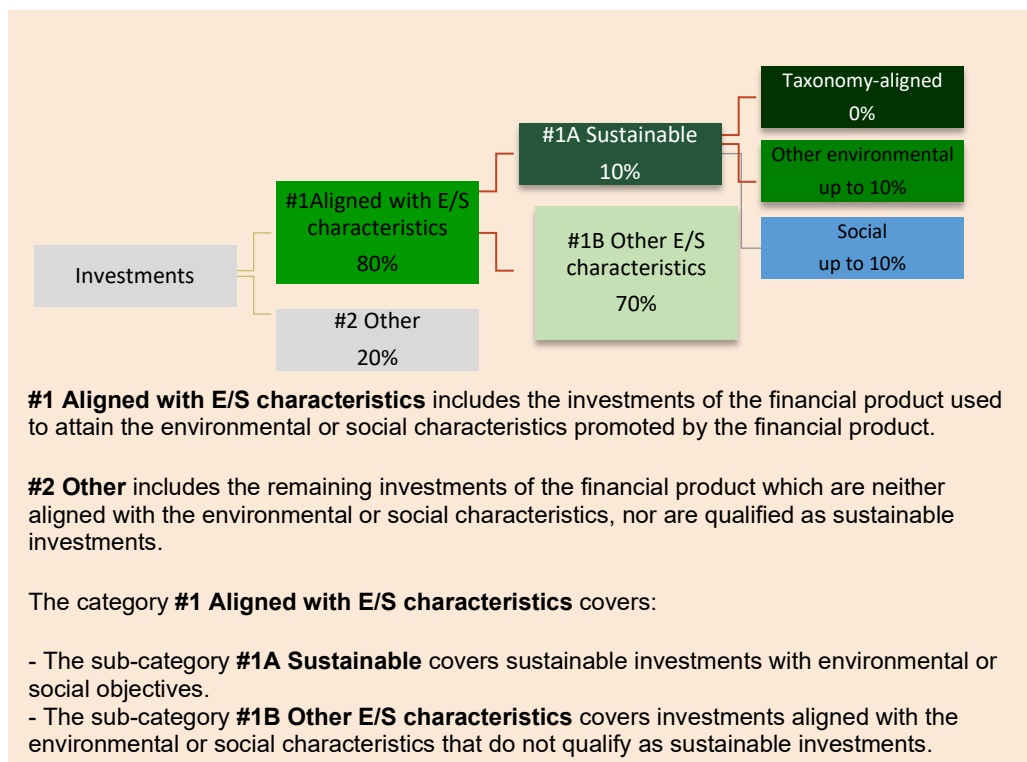 Taxonomy-aligned
0%
#1A Sustainable
10%
Other environmental
up to 10%
#1Aligned with E/S
characteristics
80%
#1B Other E/S
characteristics
70%
Social
up to 10%
Investments
#2 Other
20%
#1 Aligned with E/S characteristics includes the investments of the financial product used
to attain the environmental or social characteristics promoted by the financial product.
#2 Other includes the remaining investments of the financial product which are neither
aligned with the environmental or social characteristics, nor are qualified as sustainable
investments.
The category #1 Aligned with E/S characteristics covers:
- The sub-category #1A Sustainable covers sustainable investments with environmental or
social objectives.
- The sub-category #1B Other E/S characteristics covers investments aligned with the
environmental or social characteristics that do not qualify as sustainable investments.